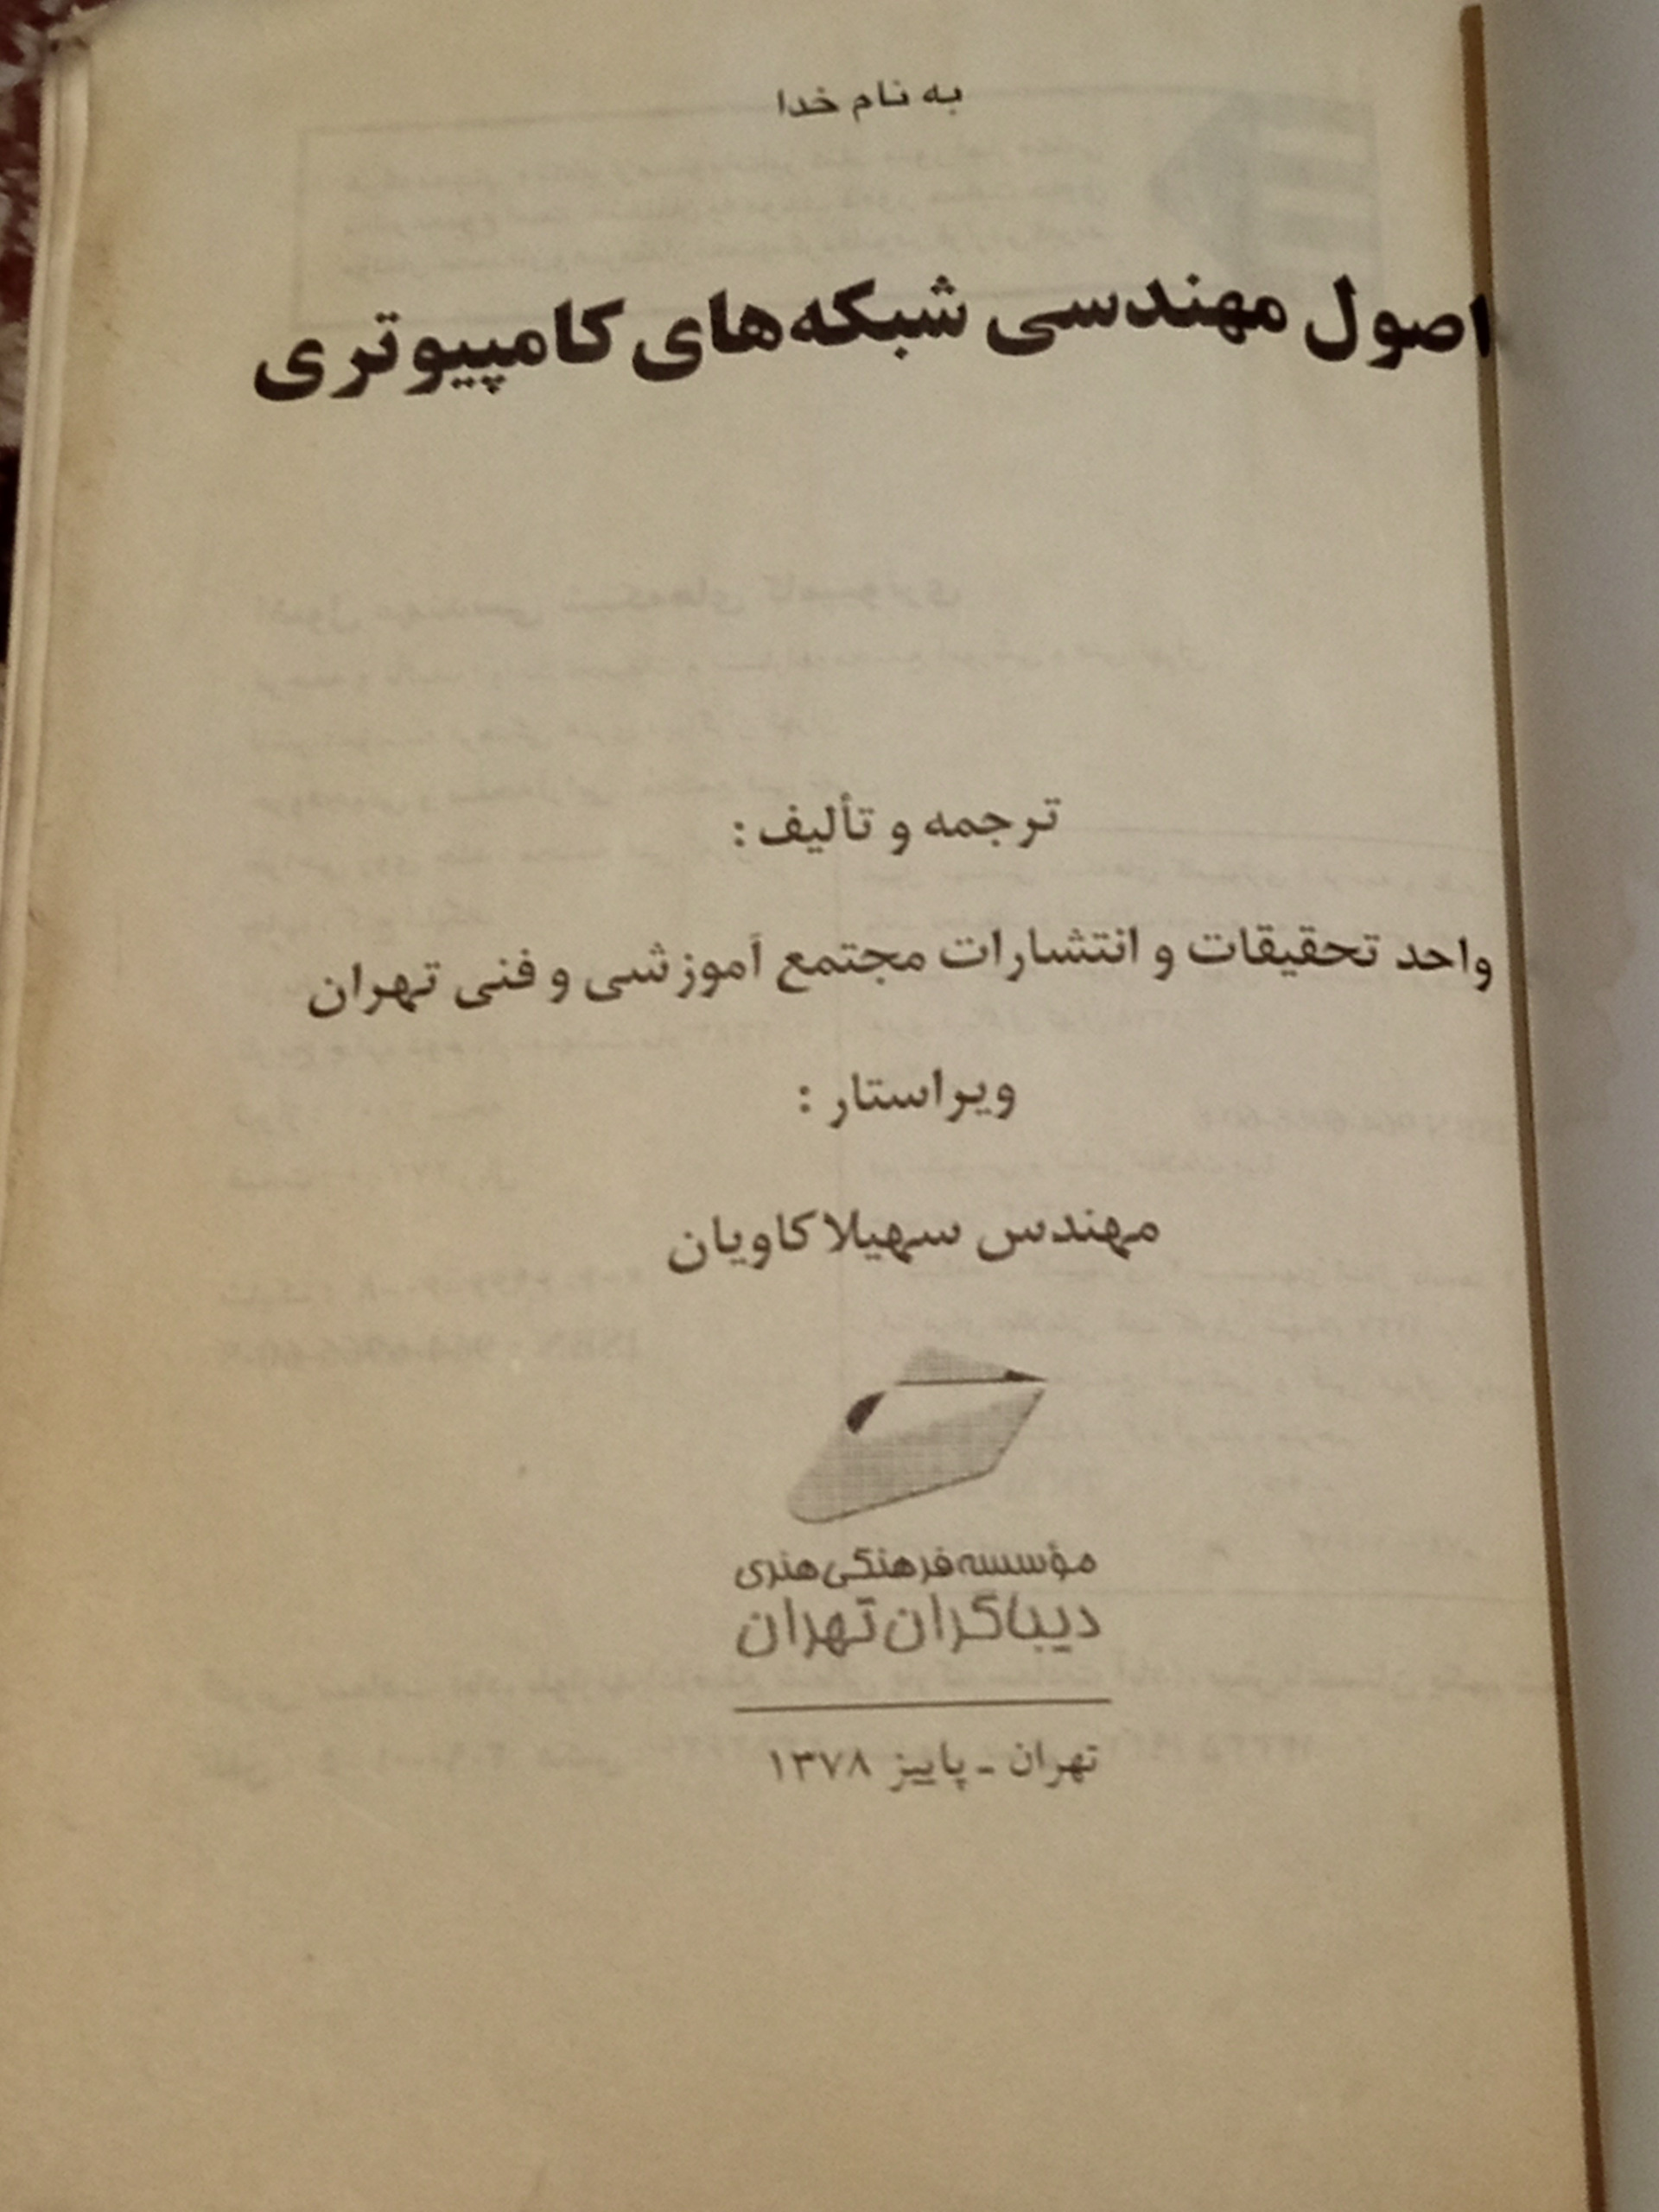 به نام خدا
اصول مهندسی شبکه‌های کامپیوتری
ترجمه و تألیف :
واحد تحقیقات و انتشارات مجتمع آموزشی و فنی تهران
ویراستار :
مهندس سهیلا کاویان
مؤسسه فرهنگی هنری
دیباگران تهران
تهران - پاییز ۱۳۷۸